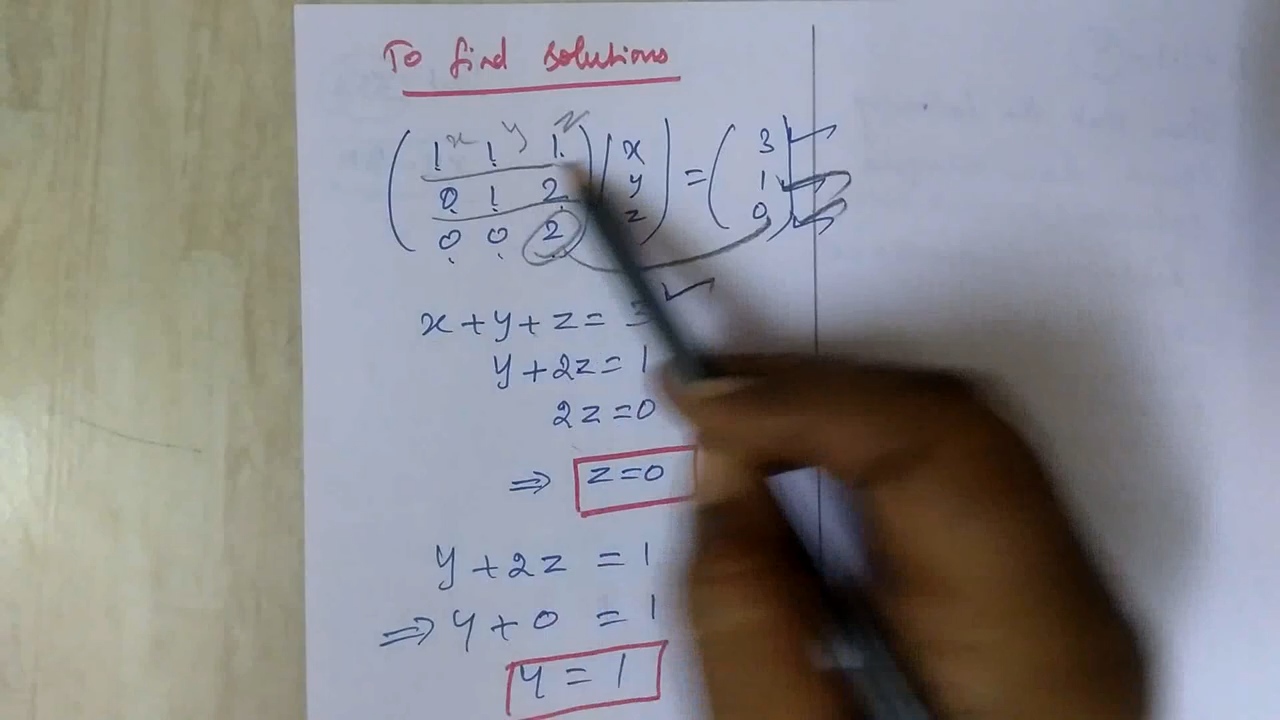 To find solutions
x y z
( 1 1 1 ) ( x ) = ( 3 )
( 0 1 2 ) ( y ) ( 1 )
( 0 0 2 ) ( z ) ( 0 )
x + y + z = 3
y + 2z = 1
2z = 0
⇒ z = 0
y + 2z = 1
⇒ y + 0 = 1
y = 1